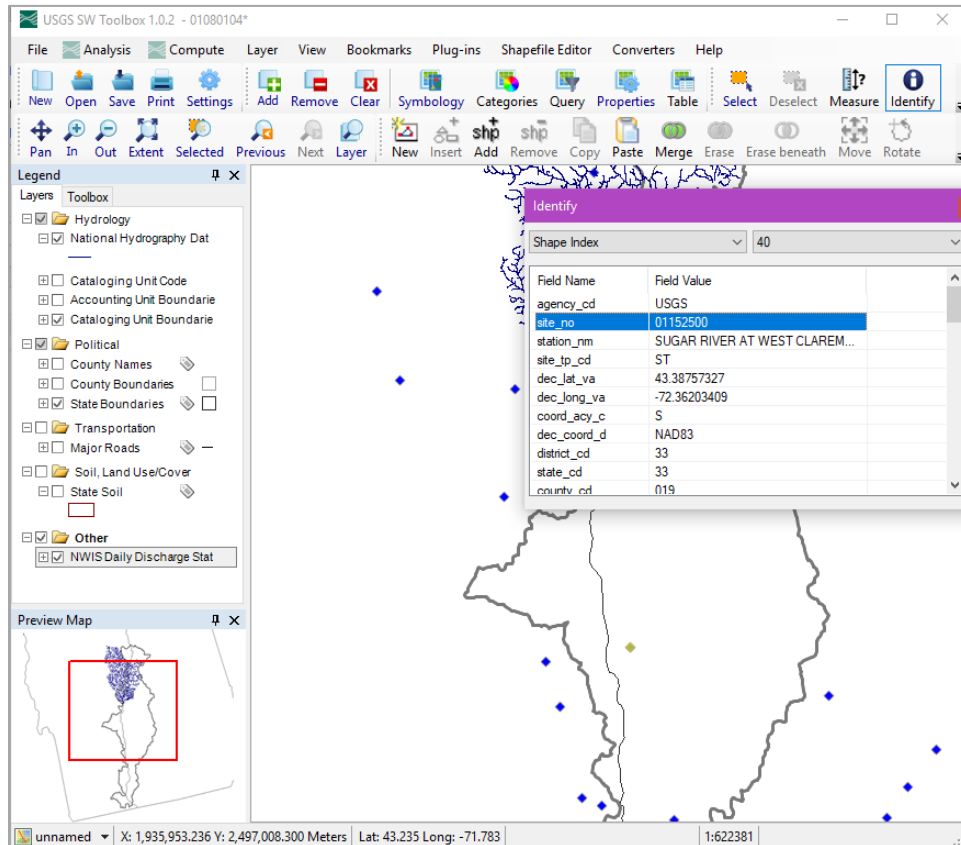 USGS SW Toolbox 1.0.2 - 01080104*
File Analysis Compute Layer View Bookmarks Plug-ins Shapefile Editor Converters Help
New Open Save Print Settings Add Remove Clear Symbology Categories Query Properties Table Select Deselect Measure Identify
Pan In Out Extent Selected Previous Next Layer New Insert shp Add shp Remove Copy Paste Merge Erase Erase beneath Move Rotate
Legend
Layers Toolbox
Hydrology
National Hydrography Dat
Cataloging Unit Code
Accounting Unit Boundarie
Cataloging Unit Boundarie
Political
County Names
County Boundaries
State Boundaries
Transportation
Major Roads
Soil, Land Use/Cover
State Soil
Other
NWIS Daily Discharge Stat
Preview Map
Identify
Shape Index 40
Field Name Field Value
agency_cd USGS
site_no 01152500
station_nm SUGAR RIVER AT WEST CLAREM...
site_tp_cd ST
dec_lat_va 43.38757327
dec_long_va -72.36203409
coord_acy_c S
dec_coord_d NAD83
district_cd 33
state_cd 33
county_cd 019
unnamed X: 1,935,953.236 Y: 2,497,008.300 Meters Lat: 43.235 Long: -71.783 1:622381